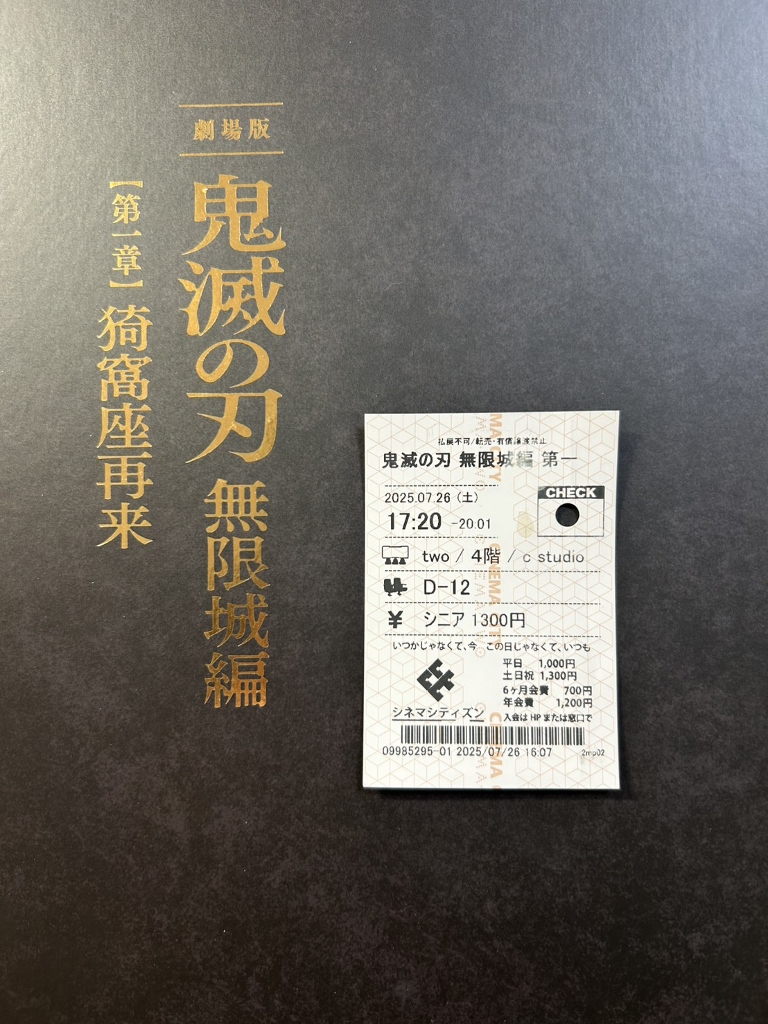 劇場版
鬼滅の刃 無限城編
【第一章】猗窩座再来
払戻不可/転売・有償譲渡禁止
鬼滅の刃 無限城編 第一
2025.07.26（土）
CHECK
17:20 -20:01
two / 4階 / c studio
D-12
¥ シニア 1300円
いつかじゃなくて、今 この日じゃなくて、いつも
平日 1,000円
土日祝 1,300円
6ヶ月会費 700円
年会費 1,200円
シネマシティズン 入会は HP または窓口で
09985295-01 2025/07/26 16:07 2mp02